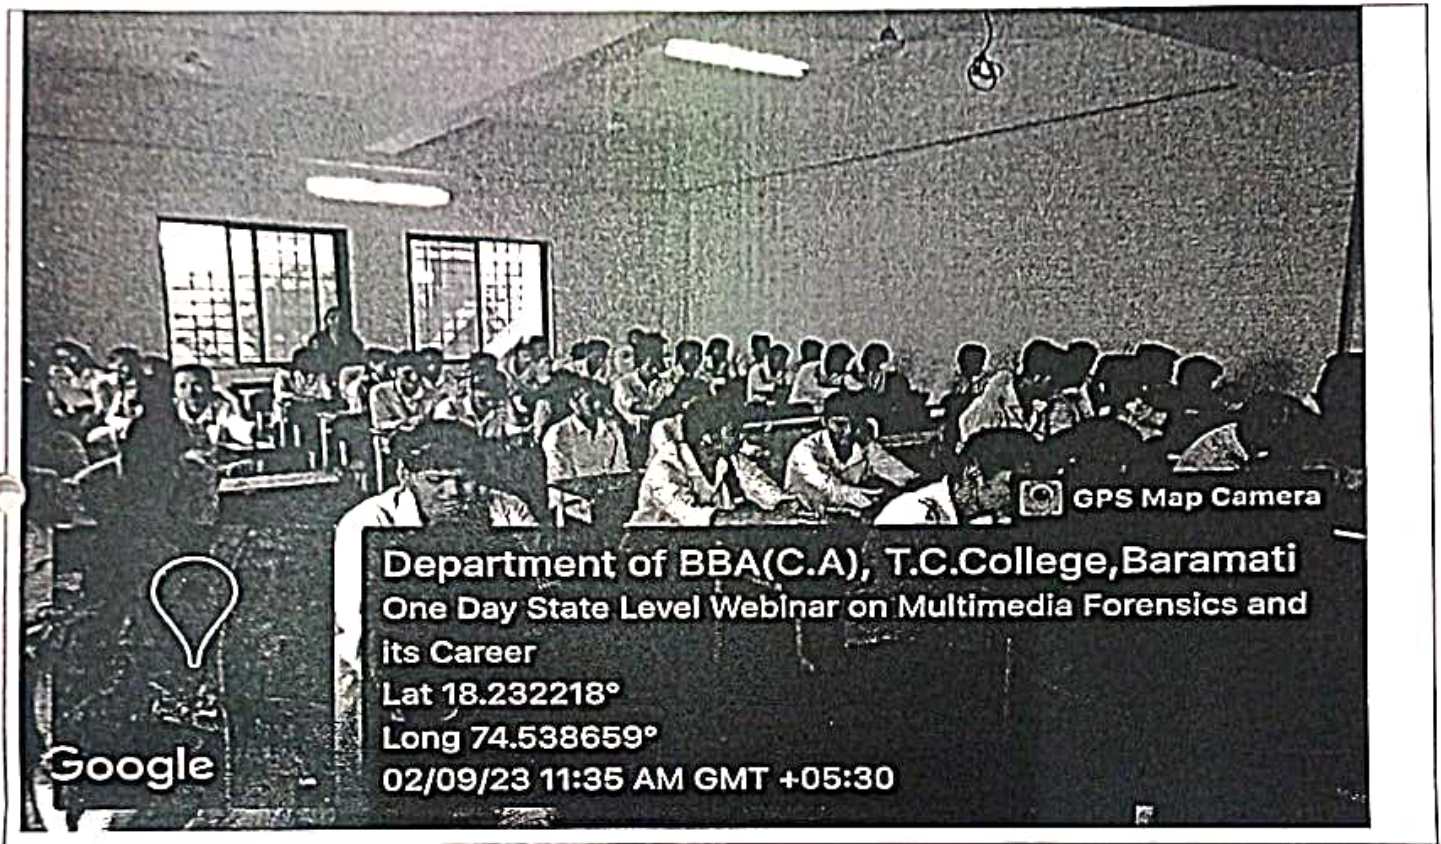 GPS Map Camera
Department of BBA(C.A), T.C.College,Baramati
One Day State Level Webinar on Multimedia Forensics and
its Career
Lat 18.232218°
Long 74.538659°
02/09/23 11:35 AM GMT +05:30
Google